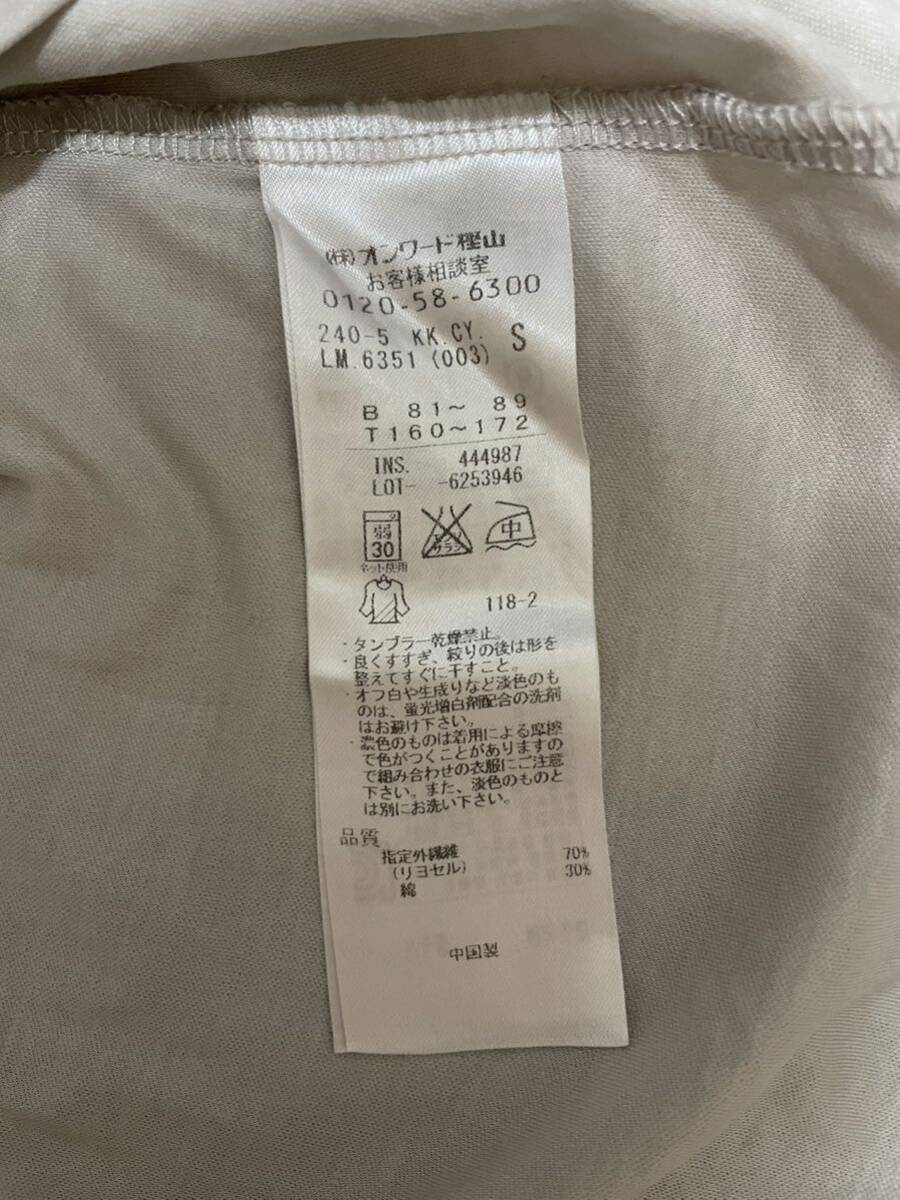 (株)オンワード樫山
お客様相談室
0120-58-6300
240-5 KK.CY. S
LM.6351 (003)
B 81～ 89
T160～172
INS. 444987
LOT- -6253946
弱 30 エンソ サラシ 中
ネット使用
118-2
・タンブラー乾燥禁止。
・良くすすぎ、絞りの後は形を
整えてすぐに干すこと。
・オフ白や生成りなど淡色のも
のは、蛍光増白剤配合の洗剤
はお避け下さい。
・濃色のものは着用による摩擦
で色がつくことがありますの
で組み合わせの衣服にご注意
下さい。また、淡色のものと
は別にお洗い下さい。
品質
指定外繊維 70%
(リヨセル)
綿 30%
中国製